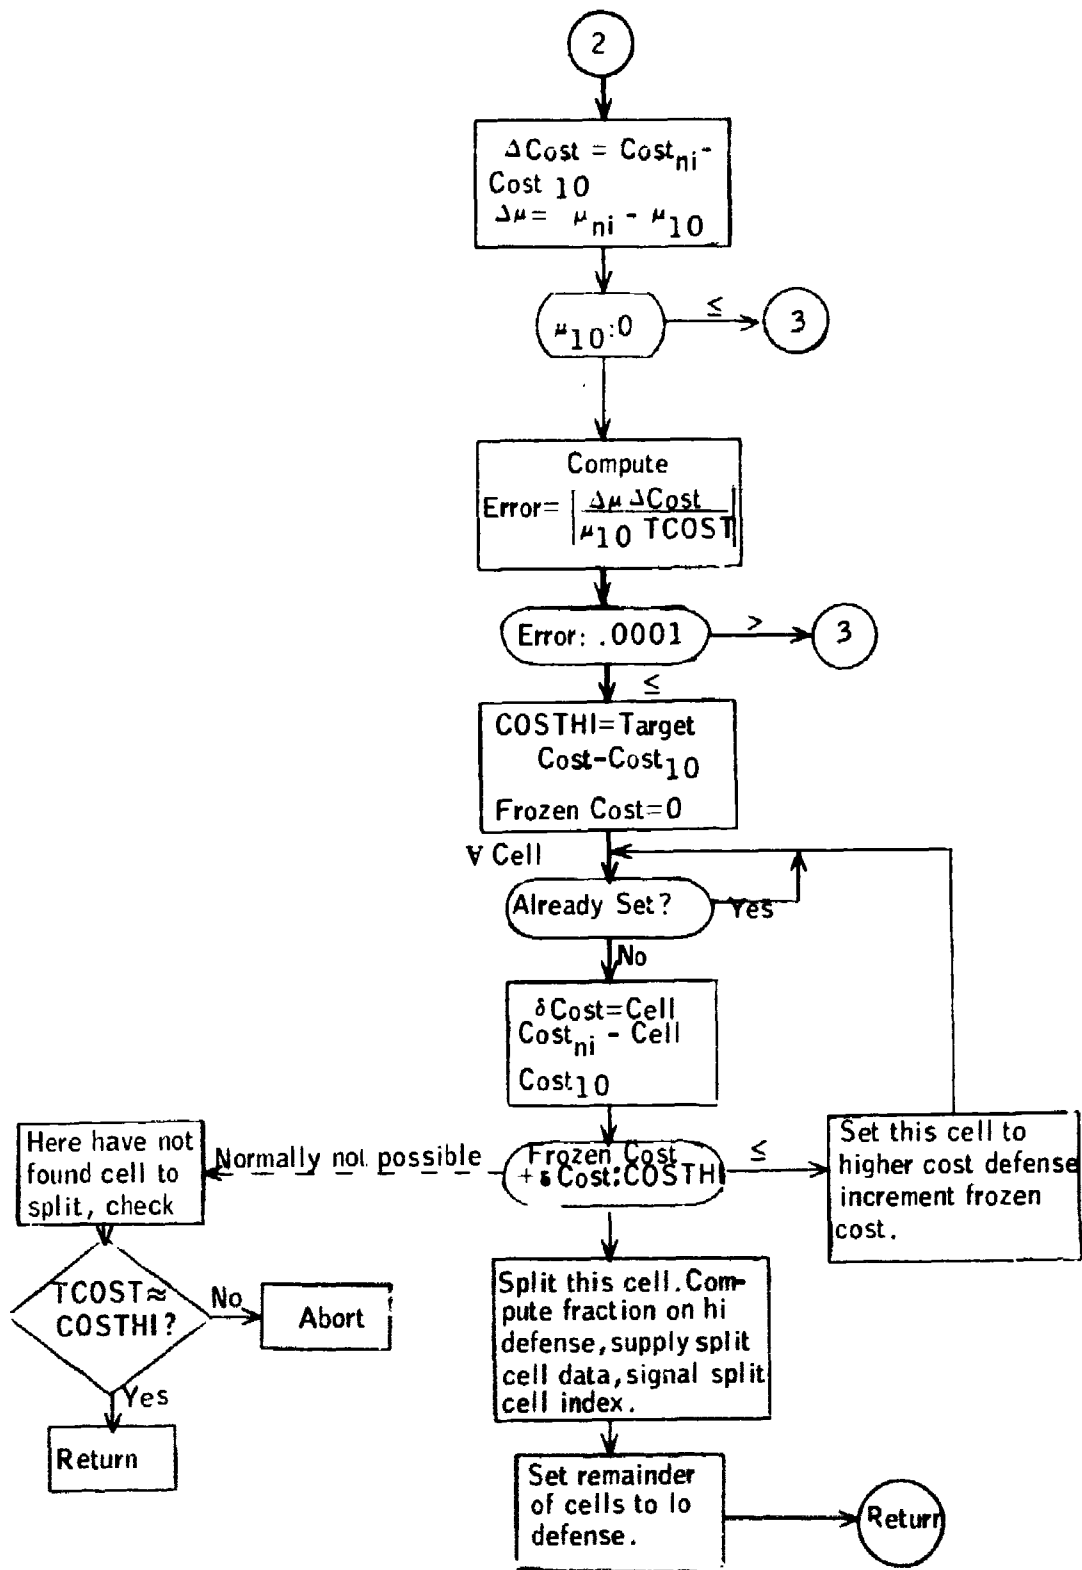 2
ΔCost = Cost_ni -
Cost 10
Δμ = μ_ni - μ_10
μ_10:0
≤
3
Compute
Error= |Δμ ΔCost
μ_10 TCOST|
Error: .0001
>
3
≤
COSTHI=Target
Cost-Cost_10
Frozen Cost=0
∀ Cell
Already Set?
Yes
No
δCost=Cell
Cost_ni - Cell
Cost_10
Frozen Cost
+ δCost:COSTHI
≤
Set this cell to
higher cost defense
increment frozen
cost.
Normally not possible
Here have not
found cell to
split, check
TCOST≈
COSTHI?
No
Abort
Yes
Return
Split this cell. Com-
pute fraction on hi
defense, supply split
cell data, signal split
cell index.
Set remainder
of cells to lo
defense.
Return